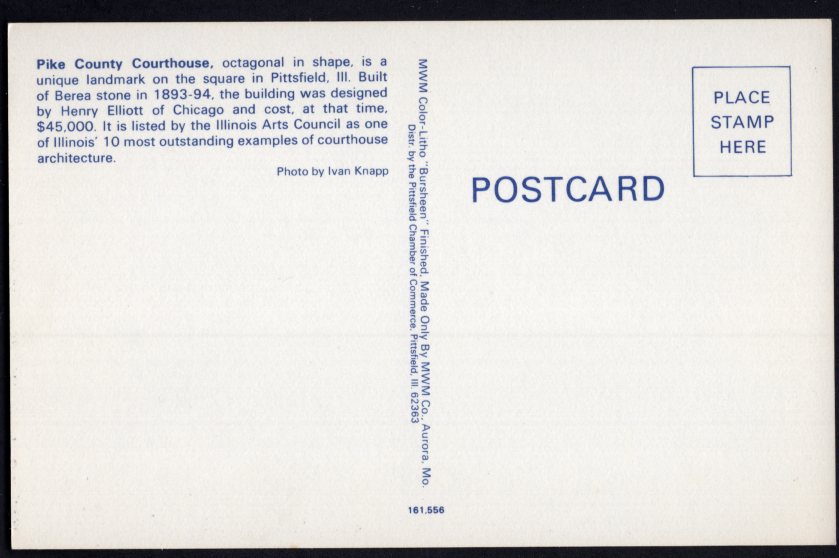 Pike County Courthouse, octagonal in shape, is a
unique landmark on the square in Pittsfield, Ill. Built
of Berea stone in 1893-94, the building was designed
by Henry Elliott of Chicago and cost, at that time,
$45,000. It is listed by the Illinois Arts Council as one
of Illinois' 10 most outstanding examples of courthouse
architecture.
Photo by Ivan Knapp
MWM Color-Litho "Bursheen" Finished, Made Only By MWM Co., Aurora, Mo.
Distr. by the Pittsfield Chamber of Commerce, Pittsfield, Ill. 62363
161,556
POSTCARD
PLACE
STAMP
HERE